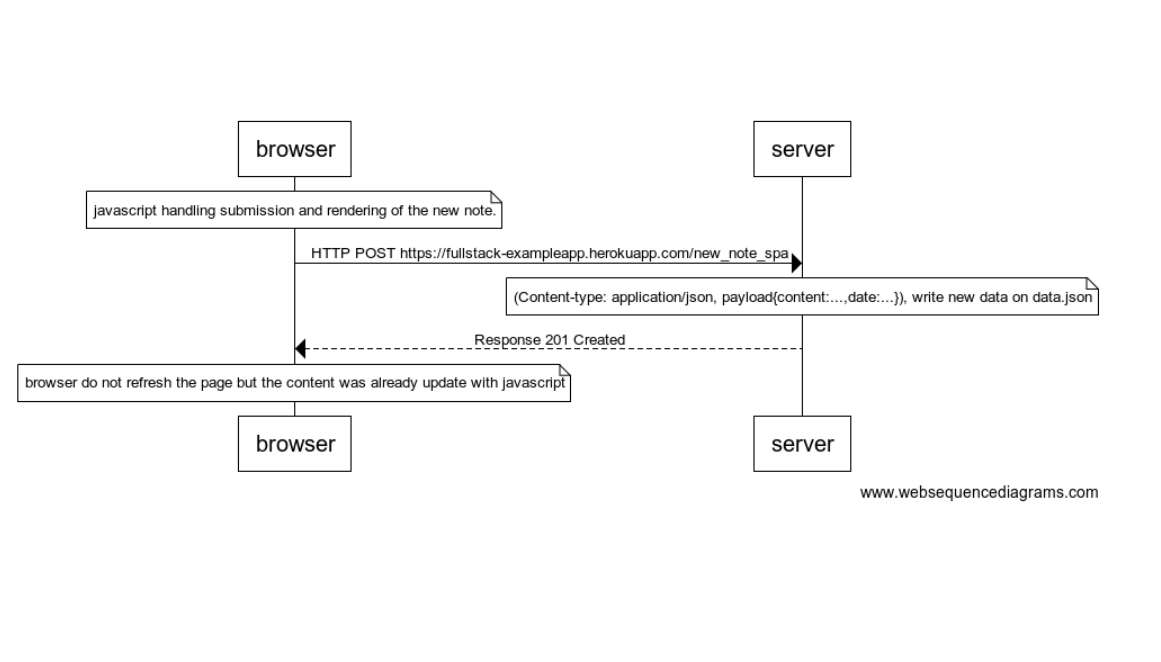 browser
server
javascript handling submission and rendering of the new note.
HTTP POST https://fullstack-exampleapp.herokuapp.com/new_note_spa
(Content-type: application/json, payload{content:...,date:...}), write new data on data.json
Response 201 Created
browser do not refresh the page but the content was already update with javascript
browser
server
www.websequencediagrams.com